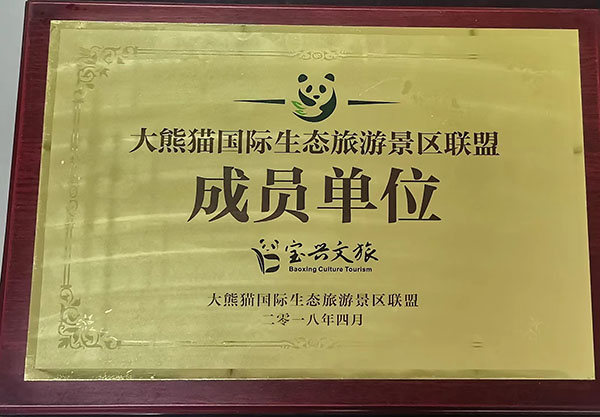 大熊猫国际生态旅游景区联盟
成员单位
宝兴文旅
Baoxing Culture Tourism
大熊猫国际生态旅游景区联盟
二零一八年四月